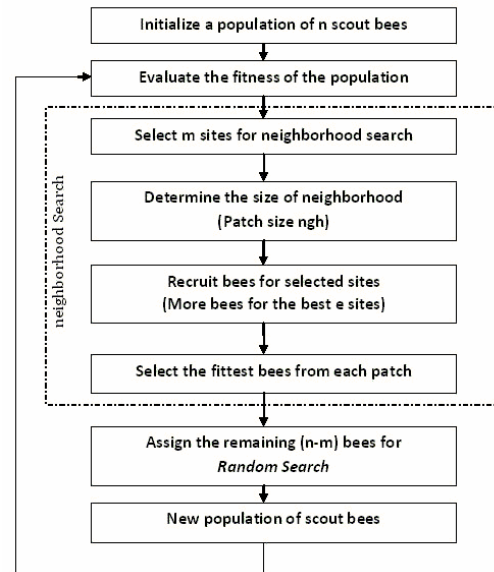 Initialize a population of n scout bees
Evaluate the fitness of the population
Select m sites for neighborhood search
Determine the size of neighborhood
(Patch size ngh)
Recruit bees for selected sites
(More bees for the best e sites)
Select the fittest bees from each patch
neighborhood Search
Assign the remaining (n-m) bees for
Random Search
New population of scout bees